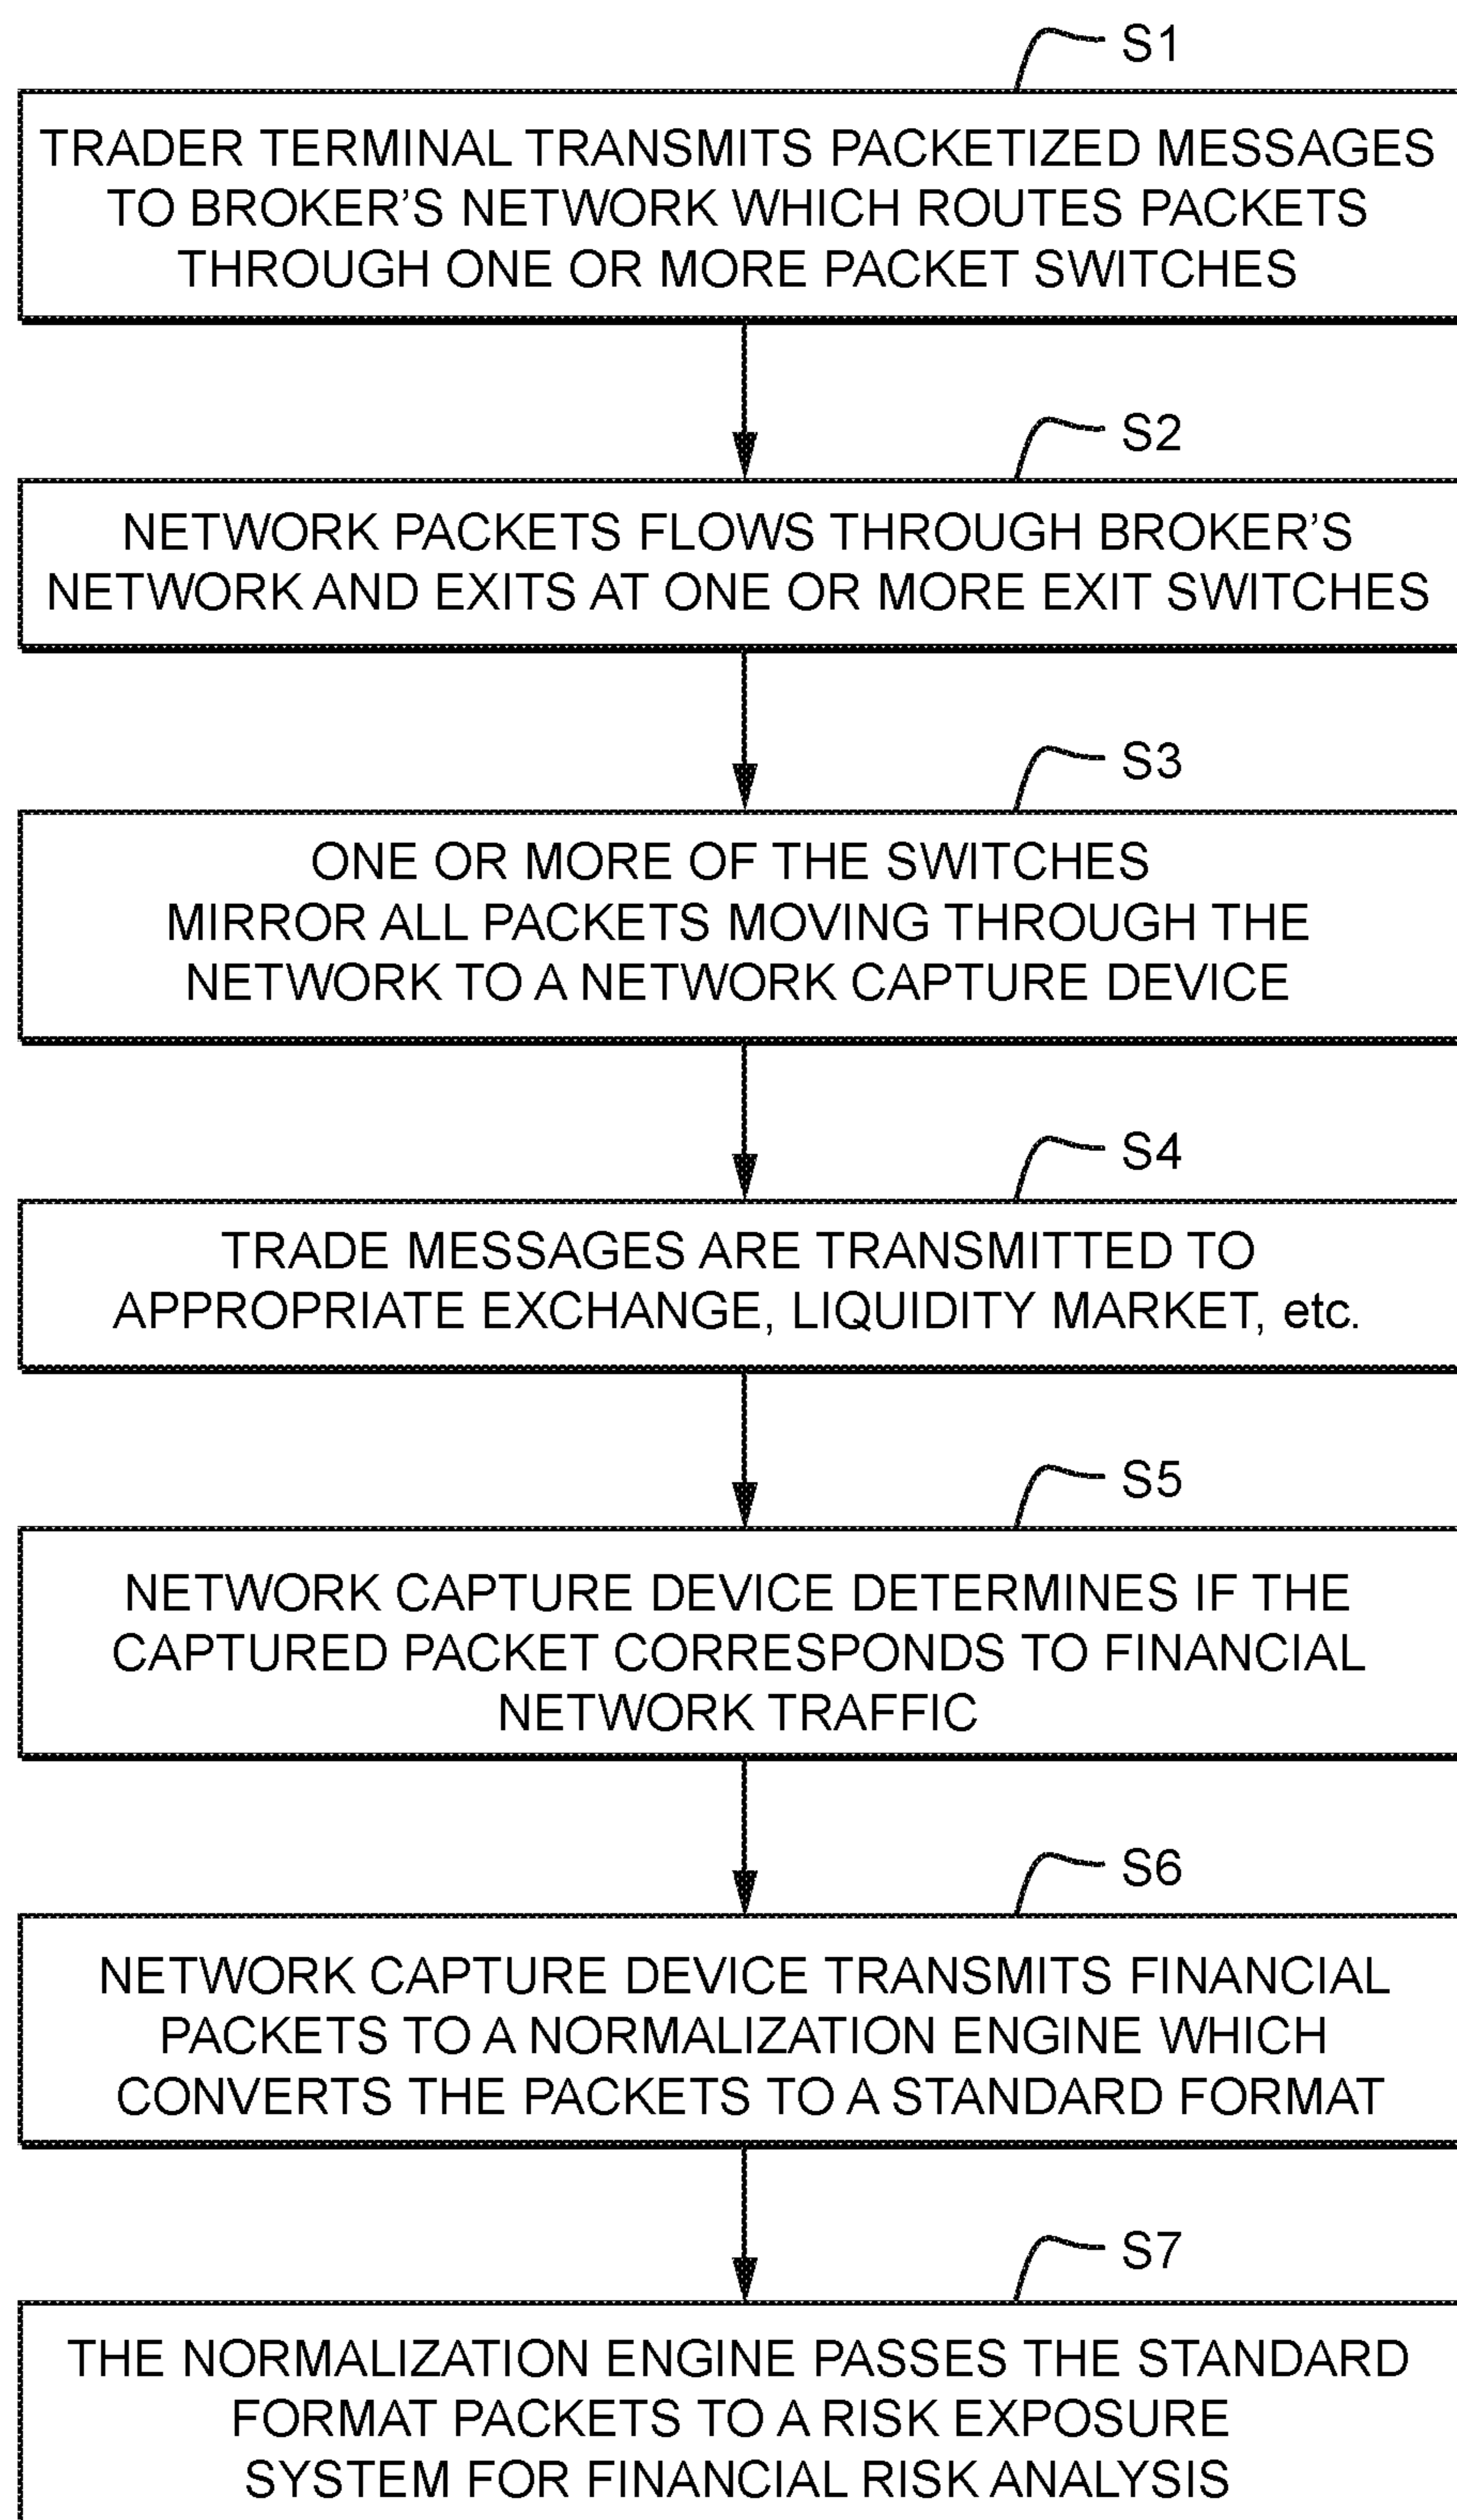 S1
TRADER TERMINAL TRANSMITS PACKETIZED MESSAGES
TO BROKER’S NETWORK WHICH ROUTES PACKETS
THROUGH ONE OR MORE PACKET SWITCHES
S2
NETWORK PACKETS FLOWS THROUGH BROKER’S
NETWORK AND EXITS AT ONE OR MORE EXIT SWITCHES
S3
ONE OR MORE OF THE SWITCHES
MIRROR ALL PACKETS MOVING THROUGH THE
NETWORK TO A NETWORK CAPTURE DEVICE
S4
TRADE MESSAGES ARE TRANSMITTED TO
APPROPRIATE EXCHANGE, LIQUIDITY MARKET, etc.
S5
NETWORK CAPTURE DEVICE DETERMINES IF THE
CAPTURED PACKET CORRESPONDS TO FINANCIAL
NETWORK TRAFFIC
S6
NETWORK CAPTURE DEVICE TRANSMITS FINANCIAL
PACKETS TO A NORMALIZATION ENGINE WHICH
CONVERTS THE PACKETS TO A STANDARD FORMAT
S7
THE NORMALIZATION ENGINE PASSES THE STANDARD
FORMAT PACKETS TO A RISK EXPOSURE
SYSTEM FOR FINANCIAL RISK ANALYSIS